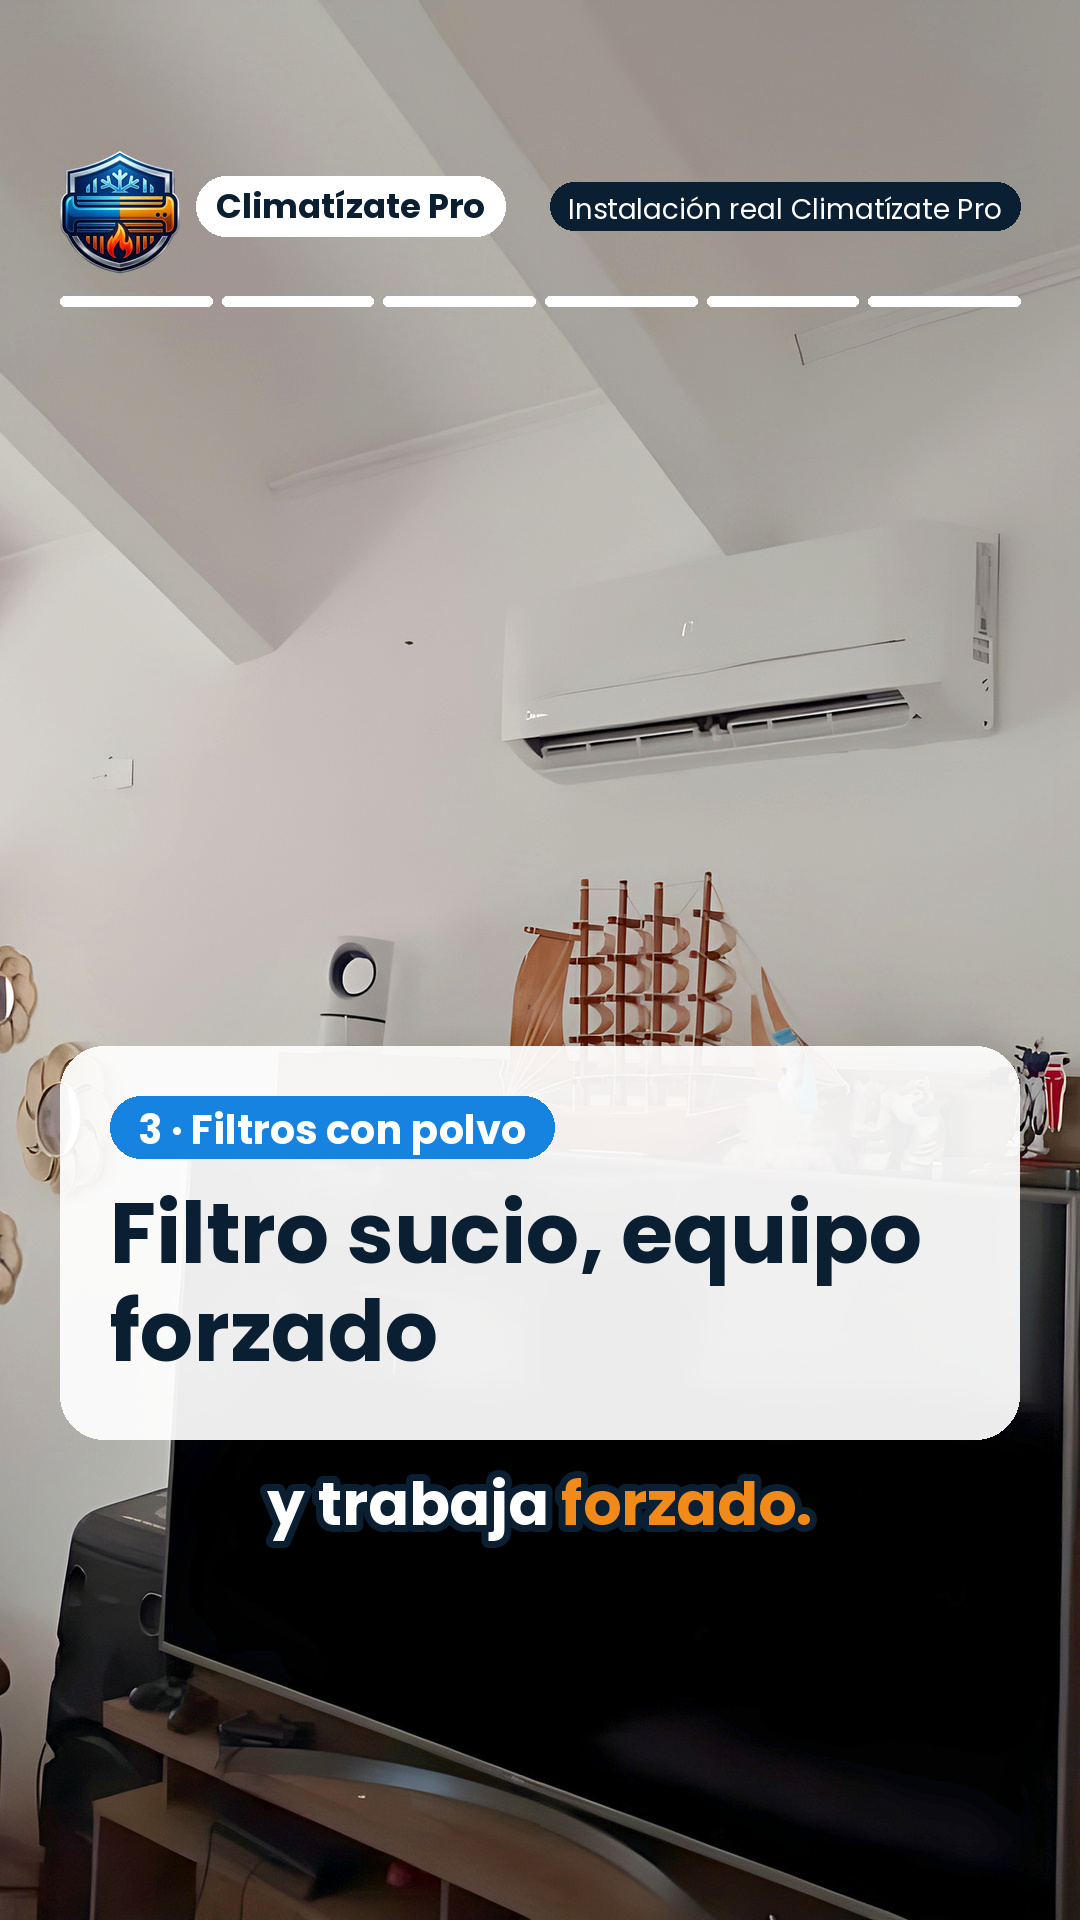 Climatízate Pro
Instalación real Climatízate Pro
3 · Filtros con polvo
Filtro sucio, equipo
forzado
y trabaja forzado.